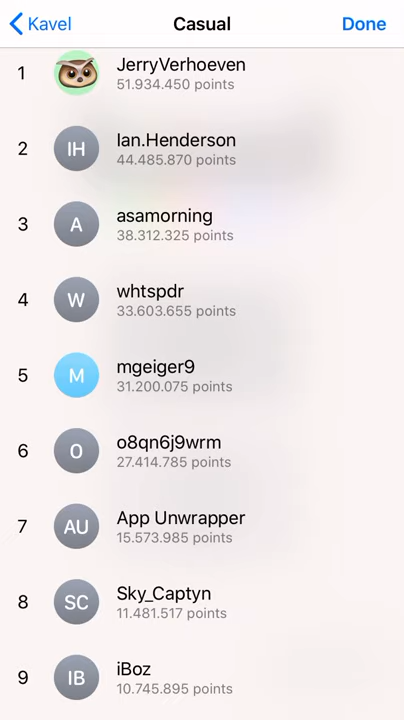 Kavel Casual Done
1 JerryVerhoeven
51.934.450 points
2 IH Ian.Henderson
44.485.870 points
3 A asamorning
38.312.325 points
4 W whtspdr
33.603.655 points
5 M mgeiger9
31.200.075 points
6 O o8qn6j9wrm
27.414.785 points
7 AU App Unwrapper
15.573.985 points
8 SC Sky_Captyn
11.481.517 points
9 IB iBoz
10.745.895 points